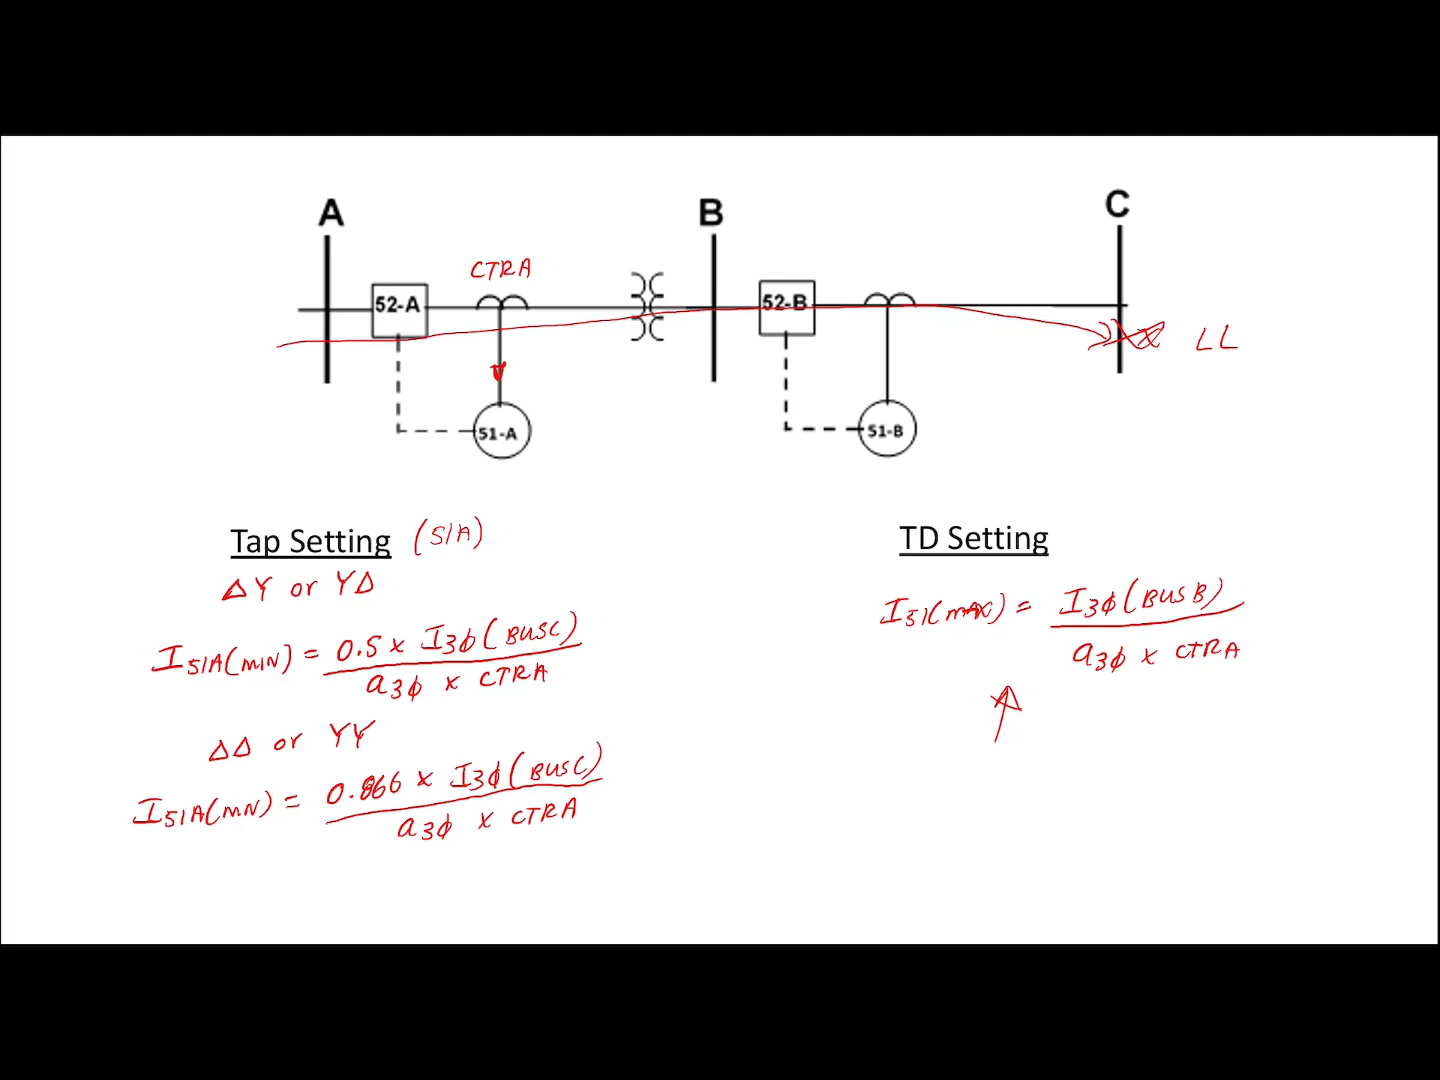 A
B
C
CTRA
52-A
52-B
LL
51-A
51-B
Tap Setting (51A)
ΔY or YΔ
I51A(MIN) = 0.5 x I3ϕ(BUSC)
a3ϕ x CTRA
ΔΔ or YY
I51A(MIN) = 0.866 x I3ϕ(BUSC)
a3ϕ x CTRA
TD Setting
I51(MAX) = I3ϕ(BUSB)
a3ϕ x CTRA